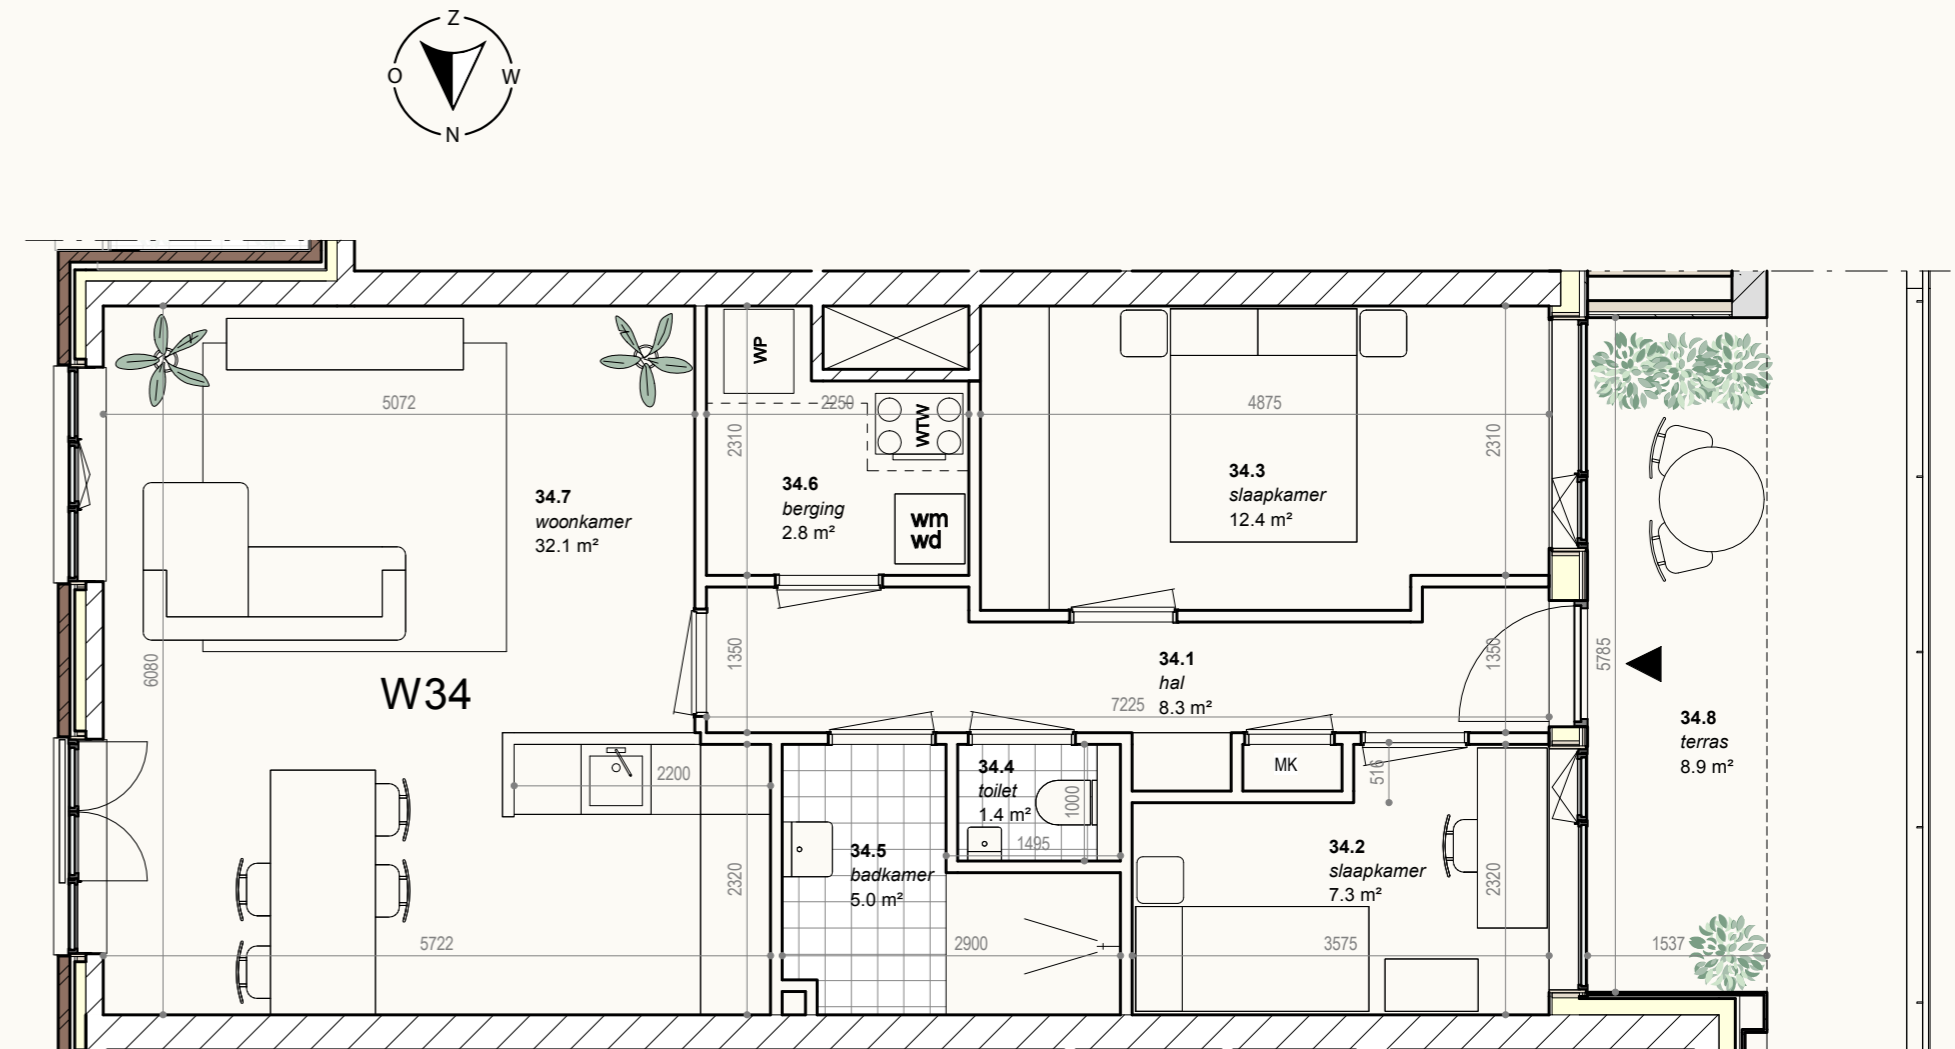 Z
O
W
N
WP
5072
2250
WTW
4875
2310
2310
34.7
woonkamer
32.1 m²
34.6
berging
2.8 m²
wm
wd
34.3
slaapkamer
12.4 m²
6080
W34
1350
34.1
hal
8.3 m²
7225
1350
5785
34.8
terras
8.9 m²
2200
34.4
toilet
1.4 m²
1000
1495
MK
516
34.5
badkamer
5.0 m²
34.2
slaapkamer
7.3 m²
2320
2320
5722
2900
3575
1537